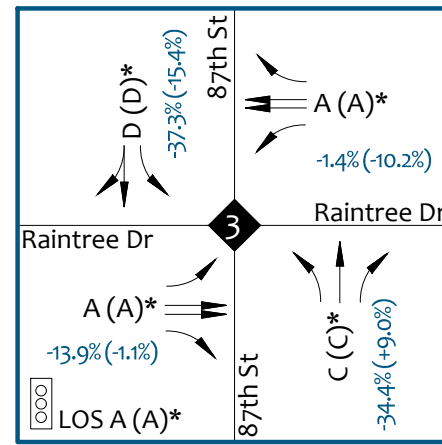 87th St
D (D)*
-37.3% (-15.4%)
A (A)*
-1.4% (-10.2%)
Raintree Dr
3
Raintree Dr
A (A)*
-13.9% (-1.1%)
C (C)*
-34.4% (+9.0%)
87th St
LOS A (A)*